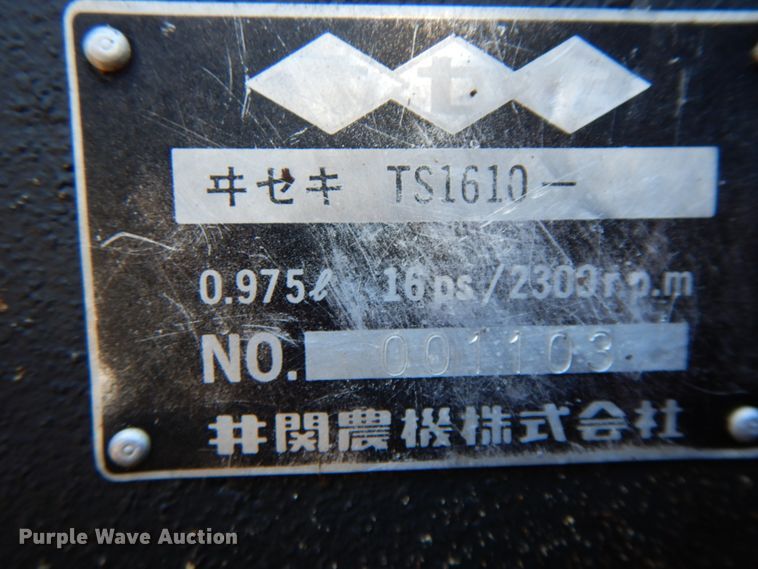 ヰセキ TS1610-
0.975ℓ 16ps/2300r.p.m
NO. 001103
井関農機株式会社
Purple Wave Auction